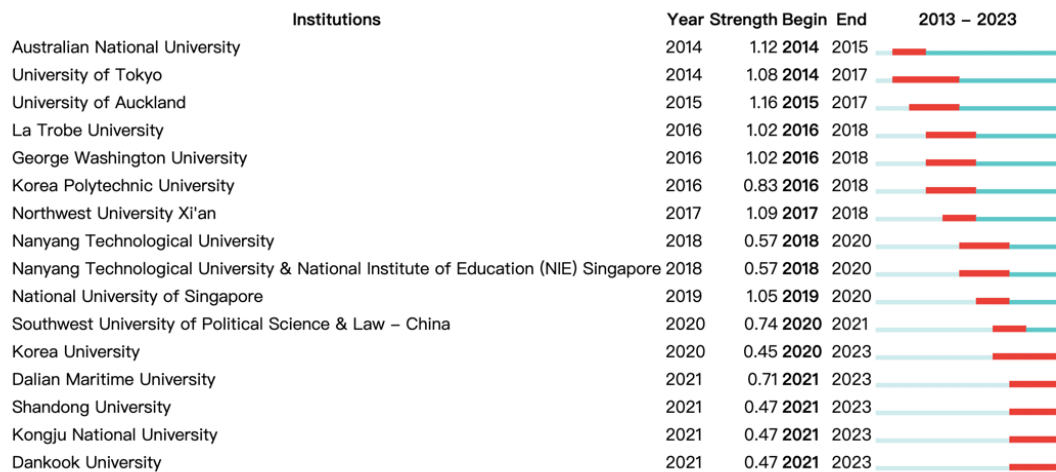 Institutions Year Strength Begin End 2013 – 2023
Australian National University 2014 1.12 2014 2015
University of Tokyo 2014 1.08 2014 2017
University of Auckland 2015 1.16 2015 2017
La Trobe University 2016 1.02 2016 2018
George Washington University 2016 1.02 2016 2018
Korea Polytechnic University 2016 0.83 2016 2018
Northwest University Xi'an 2017 1.09 2017 2018
Nanyang Technological University 2018 0.57 2018 2020
Nanyang Technological University & National Institute of Education (NIE) Singapore 2018 0.57 2018 2020
National University of Singapore 2019 1.05 2019 2020
Southwest University of Political Science & Law – China 2020 0.74 2020 2021
Korea University 2020 0.45 2020 2023
Dalian Maritime University 2021 0.71 2021 2023
Shandong University 2021 0.47 2021 2023
Kongju National University 2021 0.47 2021 2023
Dankook University 2021 0.47 2021 2023